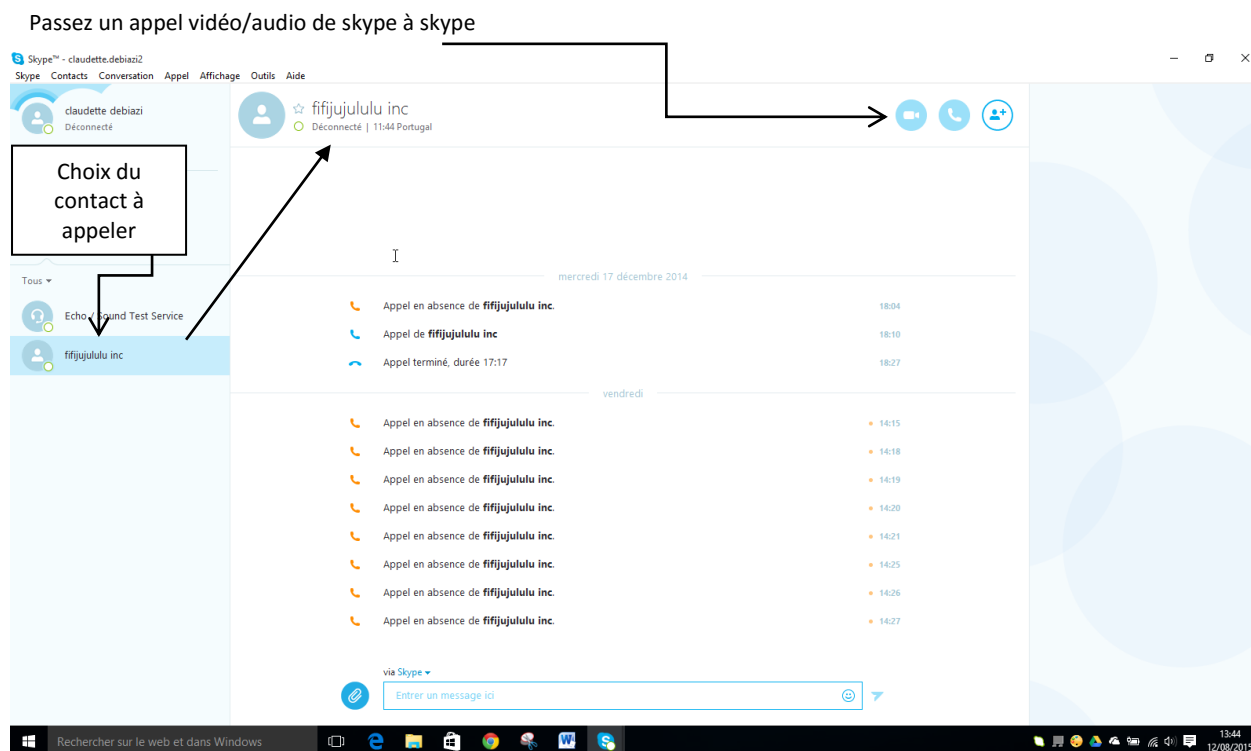 Passez un appel vidéo/audio de skype à skype
Skype™ - claudette.debiazi2
Skype Contacts Conversation Appel Affichage Outils Aide
claudette debiazi
Déconnecté
fifijujululu inc
Déconnecté | 11:44 Portugal
Choix du
contact à
appeler
Tous
Echo / Sound Test Service
fifijujululu inc
mercredi 17 décembre 2014
Appel en absence de fifijujululu inc. 18:04
Appel de fifijujululu inc 18:10
Appel terminé, durée 17:17 18:27
vendredi
Appel en absence de fifijujululu inc. 14:15
Appel en absence de fifijujululu inc. 14:18
Appel en absence de fifijujululu inc. 14:19
Appel en absence de fifijujululu inc. 14:20
Appel en absence de fifijujululu inc. 14:21
Appel en absence de fifijujululu inc. 14:25
Appel en absence de fifijujululu inc. 14:26
Appel en absence de fifijujululu inc. 14:27
via Skype
Entrer un message ici
Rechercher sur le web et dans Windows
13:44
12/08/2015